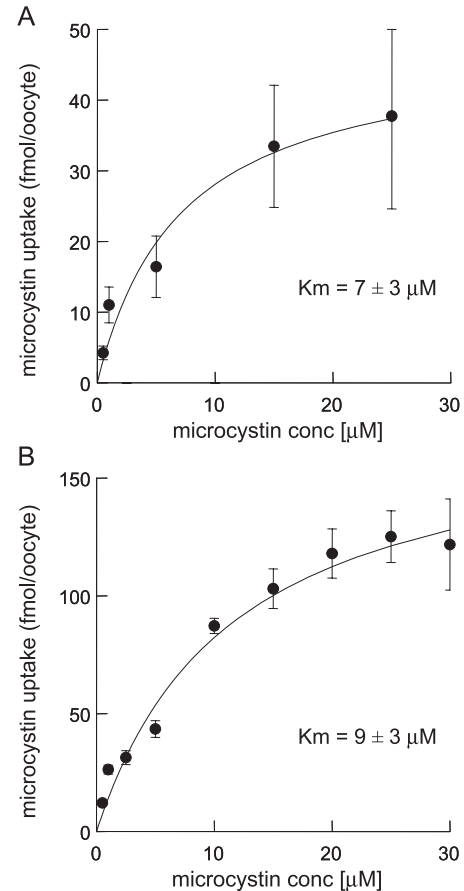 A
50
40
30
20
10
0
microcystin uptake (fmol/oocyte)
Km = 7 ± 3 μM
0 10 20 30
microcystin conc [μM]
B
150
100
50
0
microcystin uptake (fmol/oocyte)
Km = 9 ± 3 μM
0 10 20 30
microcystin conc [μM]